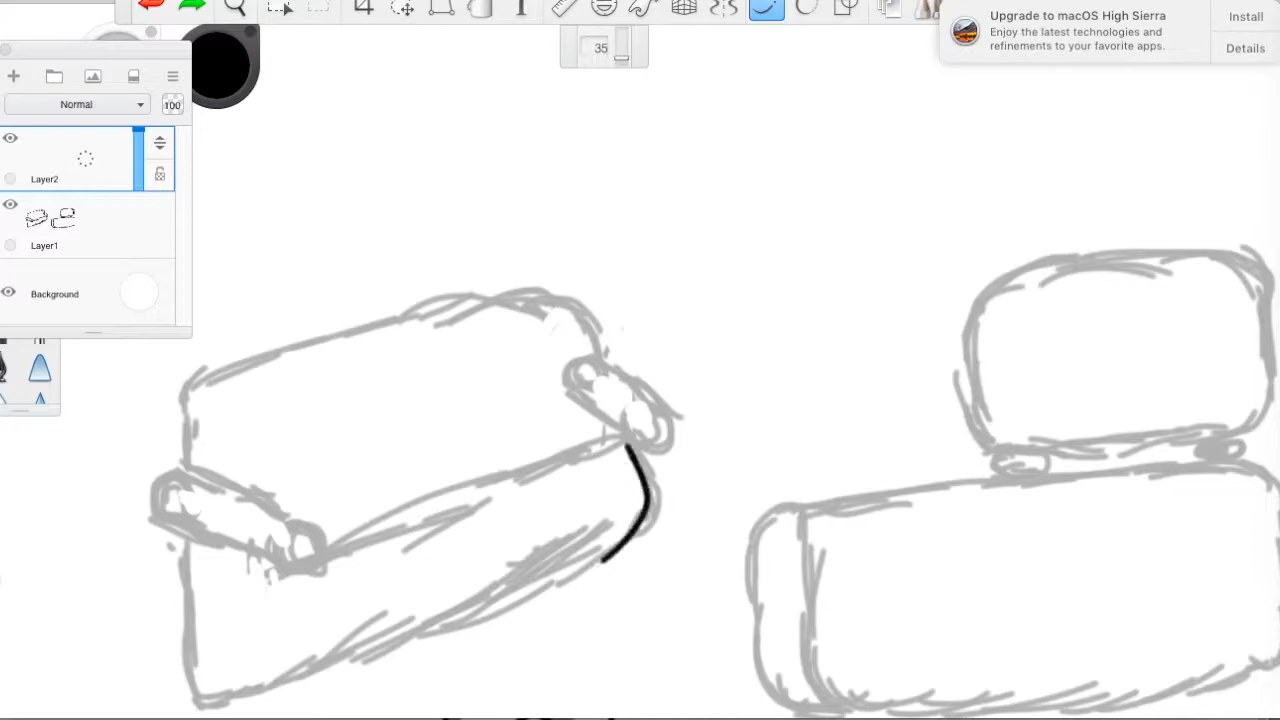 35
Upgrade to macOS High Sierra
Enjoy the latest technologies and
refinements to your favorite apps.
Install
Details
Normal
100
Layer2
Layer1
Background